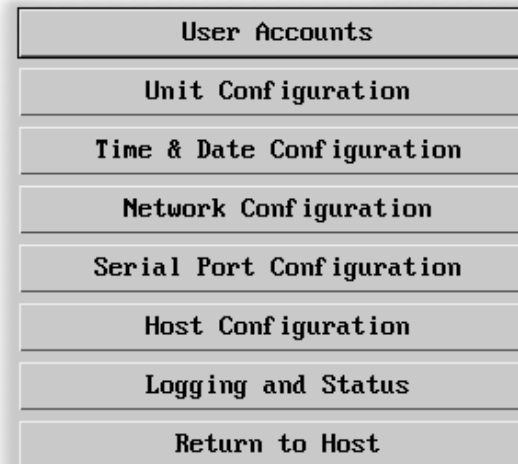 User Accounts
Unit Configuration
Time & Date Configuration
Network Configuration
Serial Port Configuration
Host Configuration
Logging and Status
Return to Host